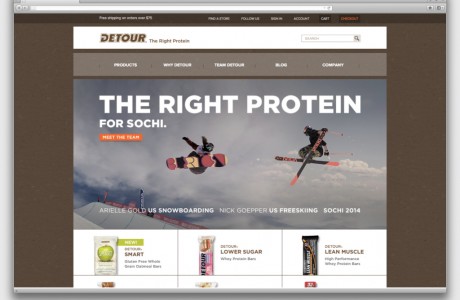 Free shipping on orders over $75
FIND A STORE FOLLOW US SIGN IN ACCOUNT CART CHECKOUT
DETOUR. The Right Protein
SEARCH
PRODUCTS WHY DETOUR TEAM DETOUR BLOG COMPANY
THE RIGHT PROTEIN
FOR SOCHI.
MEET THE TEAM
ARIELLE GOLD US SNOWBOARDING NICK GOEPPER US FREESKIING SOCHI 2014
NEW!
DETOUR
SMART
Gluten Free Whole
Grain Oatmeal Bars
DETOUR
LOWER SUGAR
Whey Protein Bars
DETOUR
LEAN MUSCLE
High Performance
Whey Protein Bars